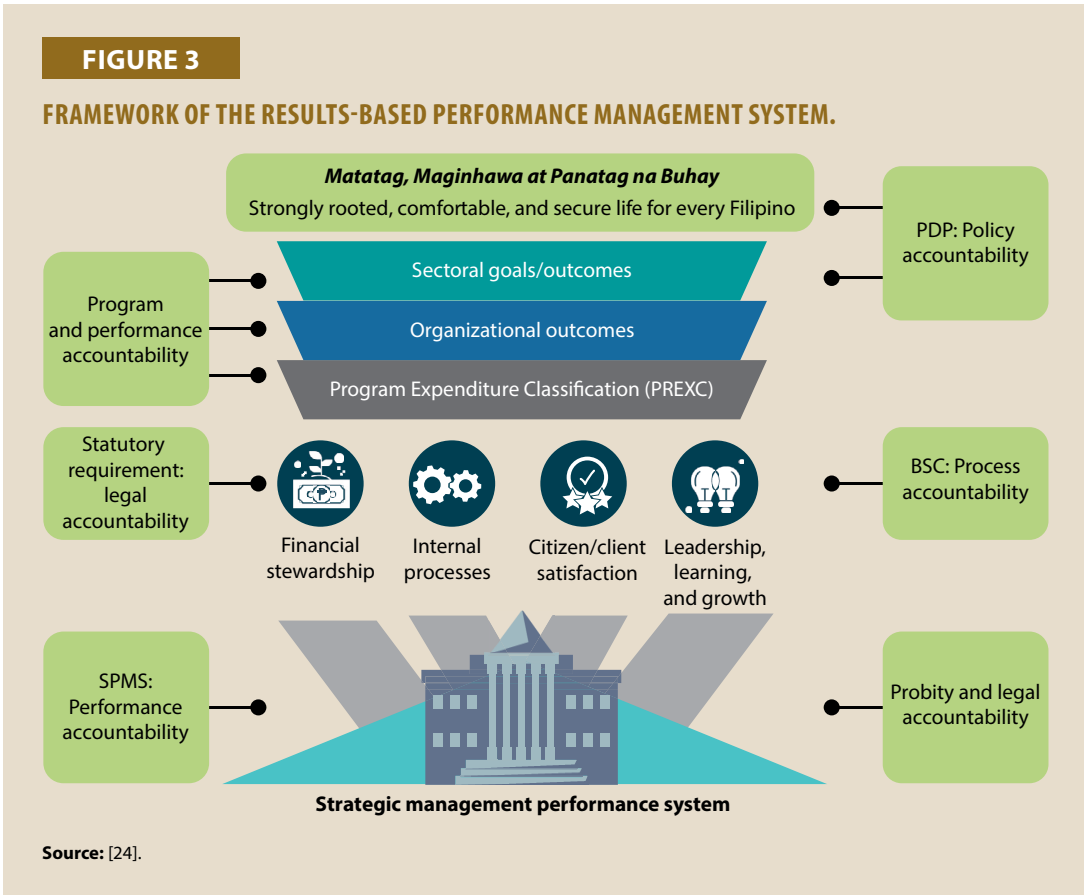 FIGURE 3
FRAMEWORK OF THE RESULTS-BASED PERFORMANCE MANAGEMENT SYSTEM.
Matatag, Maginhawa at Panatag na Buhay
Strongly rooted, comfortable, and secure life for every Filipino
PDP: Policy
accountability
Sectoral goals/outcomes
Organizational outcomes
Program Expenditure Classification (PREXC)
Program
and performance
accountability
Statutory
requirement:
legal
accountability
Financial
stewardship
Internal
processes
Citizen/client
satisfaction
Leadership,
learning,
and growth
BSC: Process
accountability
SPMS:
Performance
accountability
Probity and legal
accountability
Strategic management performance system
Source: [24].